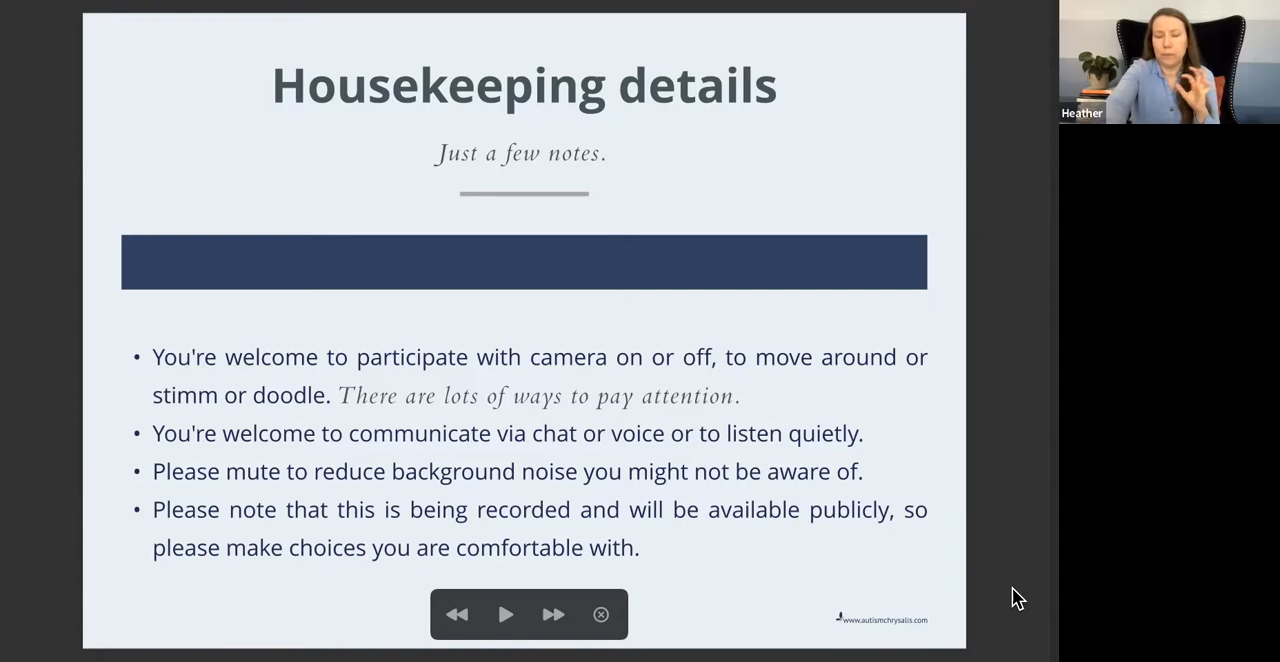 Housekeeping details
Just a few notes.
• You're welcome to participate with camera on or off, to move around or
stimm or doodle. There are lots of ways to pay attention.
• You're welcome to communicate via chat or voice or to listen quietly.
• Please mute to reduce background noise you might not be aware of.
• Please note that this is being recorded and will be available publicly, so
please make choices you are comfortable with.
www.autismchrysalis.com
Heather